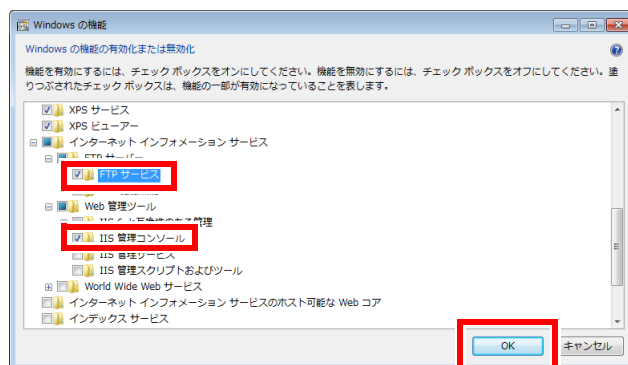 Windows の機能
Windows の機能の有効化または無効化
機能を有効にするには、チェック ボックスをオンにしてください。機能を無効にするには、チェック ボックスをオフにしてください。塗
りつぶされたチェック ボックスは、機能の一部が有効になっていることを表します。
XPS サービス
XPS ビューアー
インターネット インフォメーション サービス
FTP サーバー
FTP サービス
Web 管理ツール
IIS 管理コンソール
IIS 管理サービス
IIS 管理スクリプトおよびツール
World Wide Web サービス
インターネット インフォメーション サービスのホスト可能な Web コア
インデックス サービス
OK
キャンセル